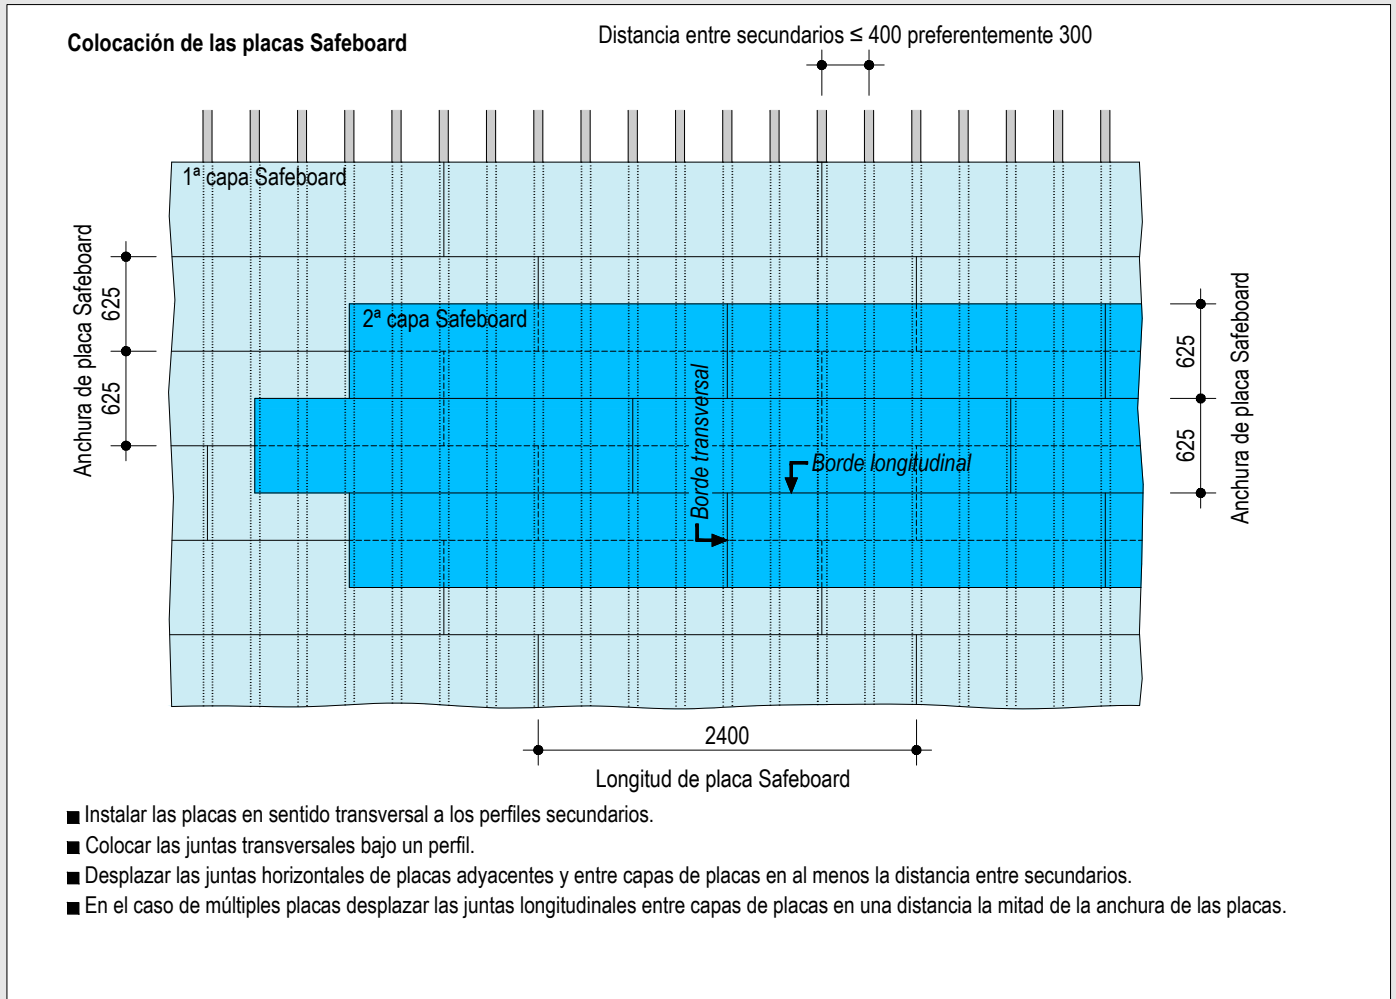 Colocación de las placas Safeboard
Distancia entre secundarios ≤ 400 preferentemente 300
1ª capa Safeboard
2ª capa Safeboard
Anchura de placa Safeboard
625
625
Borde transversal
Borde longitudinal
625
625
Anchura de placa Safeboard
2400
Longitud de placa Safeboard
■ Instalar las placas en sentido transversal a los perfiles secundarios.
■ Colocar las juntas transversales bajo un perfil.
■ Desplazar las juntas horizontales de placas adyacentes y entre capas de placas en al menos la distancia entre secundarios.
■ En el caso de múltiples placas desplazar las juntas longitudinales entre capas de placas en una distancia la mitad de la anchura de las placas.